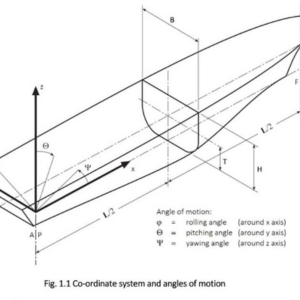 B
z
Θ
Ψ
x
F
L/2
T
H
L/2
A P
Angle of motion:
φ = rolling angle (around x axis)
Θ = pitching angle (around y axis)
Ψ = yawing angle (around z axis)
Fig. 1.1 Co-ordinate system and angles of motion